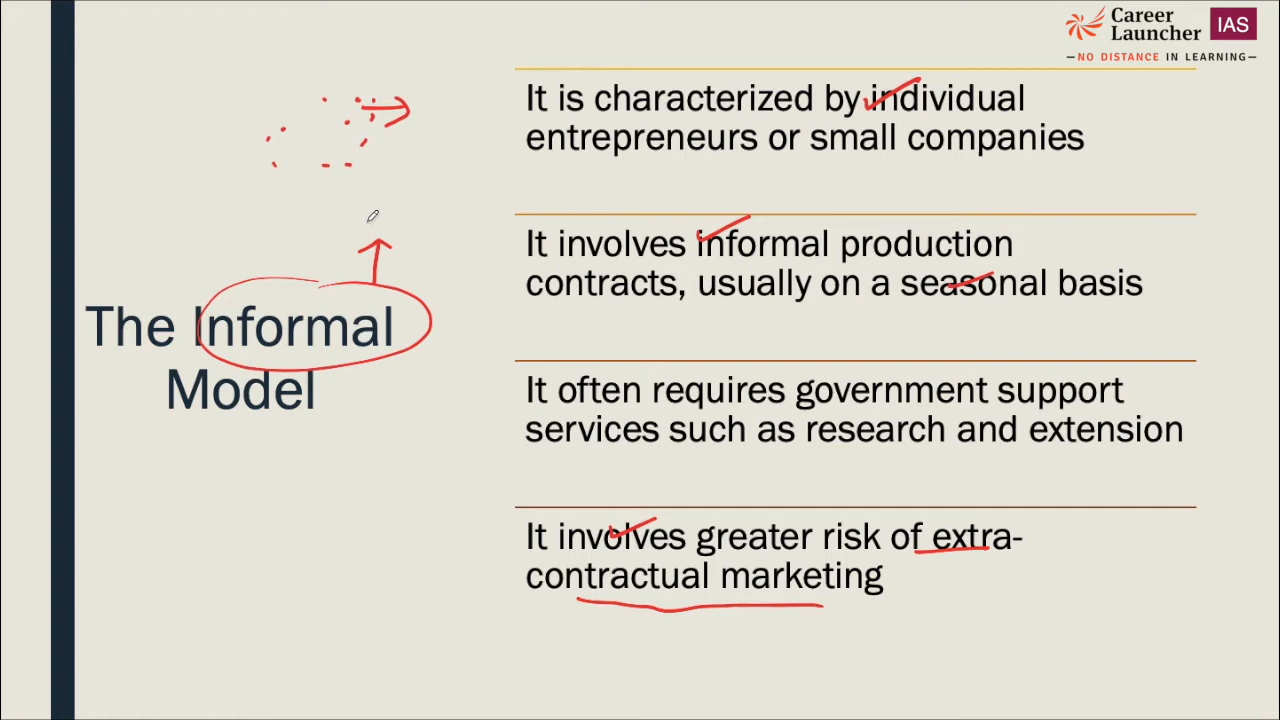 Career
Launcher
IAS
NO DISTANCE IN LEARNING
The Informal
Model
It is characterized by individual
entrepreneurs or small companies
It involves informal production
contracts, usually on a seasonal basis
It often requires government support
services such as research and extension
It involves greater risk of extra-
contractual marketing